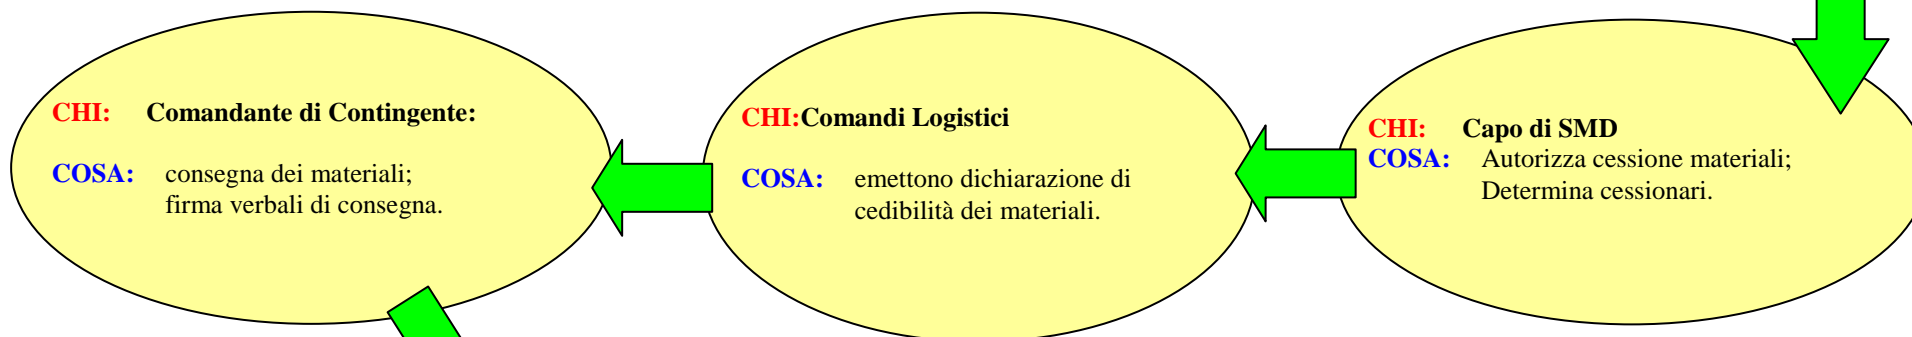 CHI: Comandante di Contingente:
COSA: consegna dei materiali;
firma verbali di consegna.
CHI:Comandi Logistici
COSA: emettono dichiarazione di
cedibilità dei materiali.
CHI: Capo di SMD
COSA: Autorizza cessione materiali;
Determina cessionari.